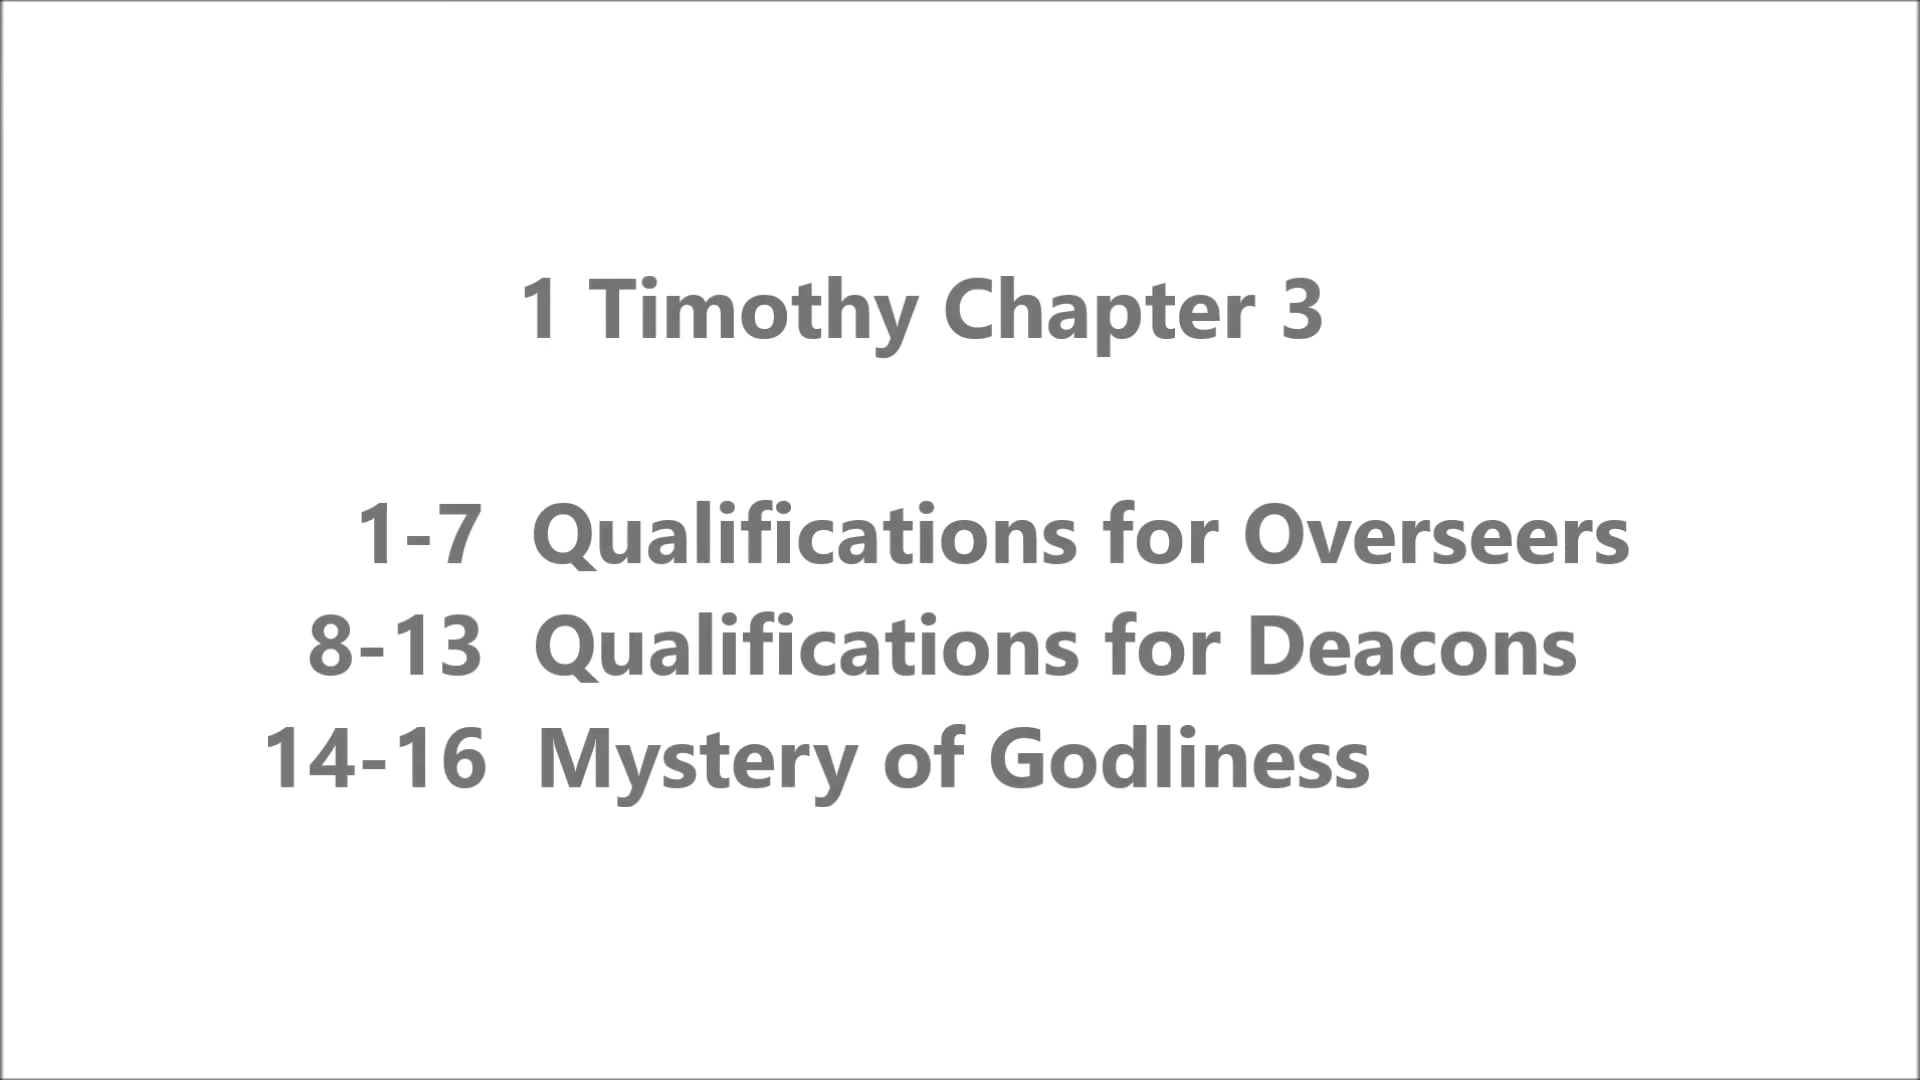 1 Timothy Chapter 3
1-7 Qualifications for Overseers
8-13 Qualifications for Deacons
14-16 Mystery of Godliness